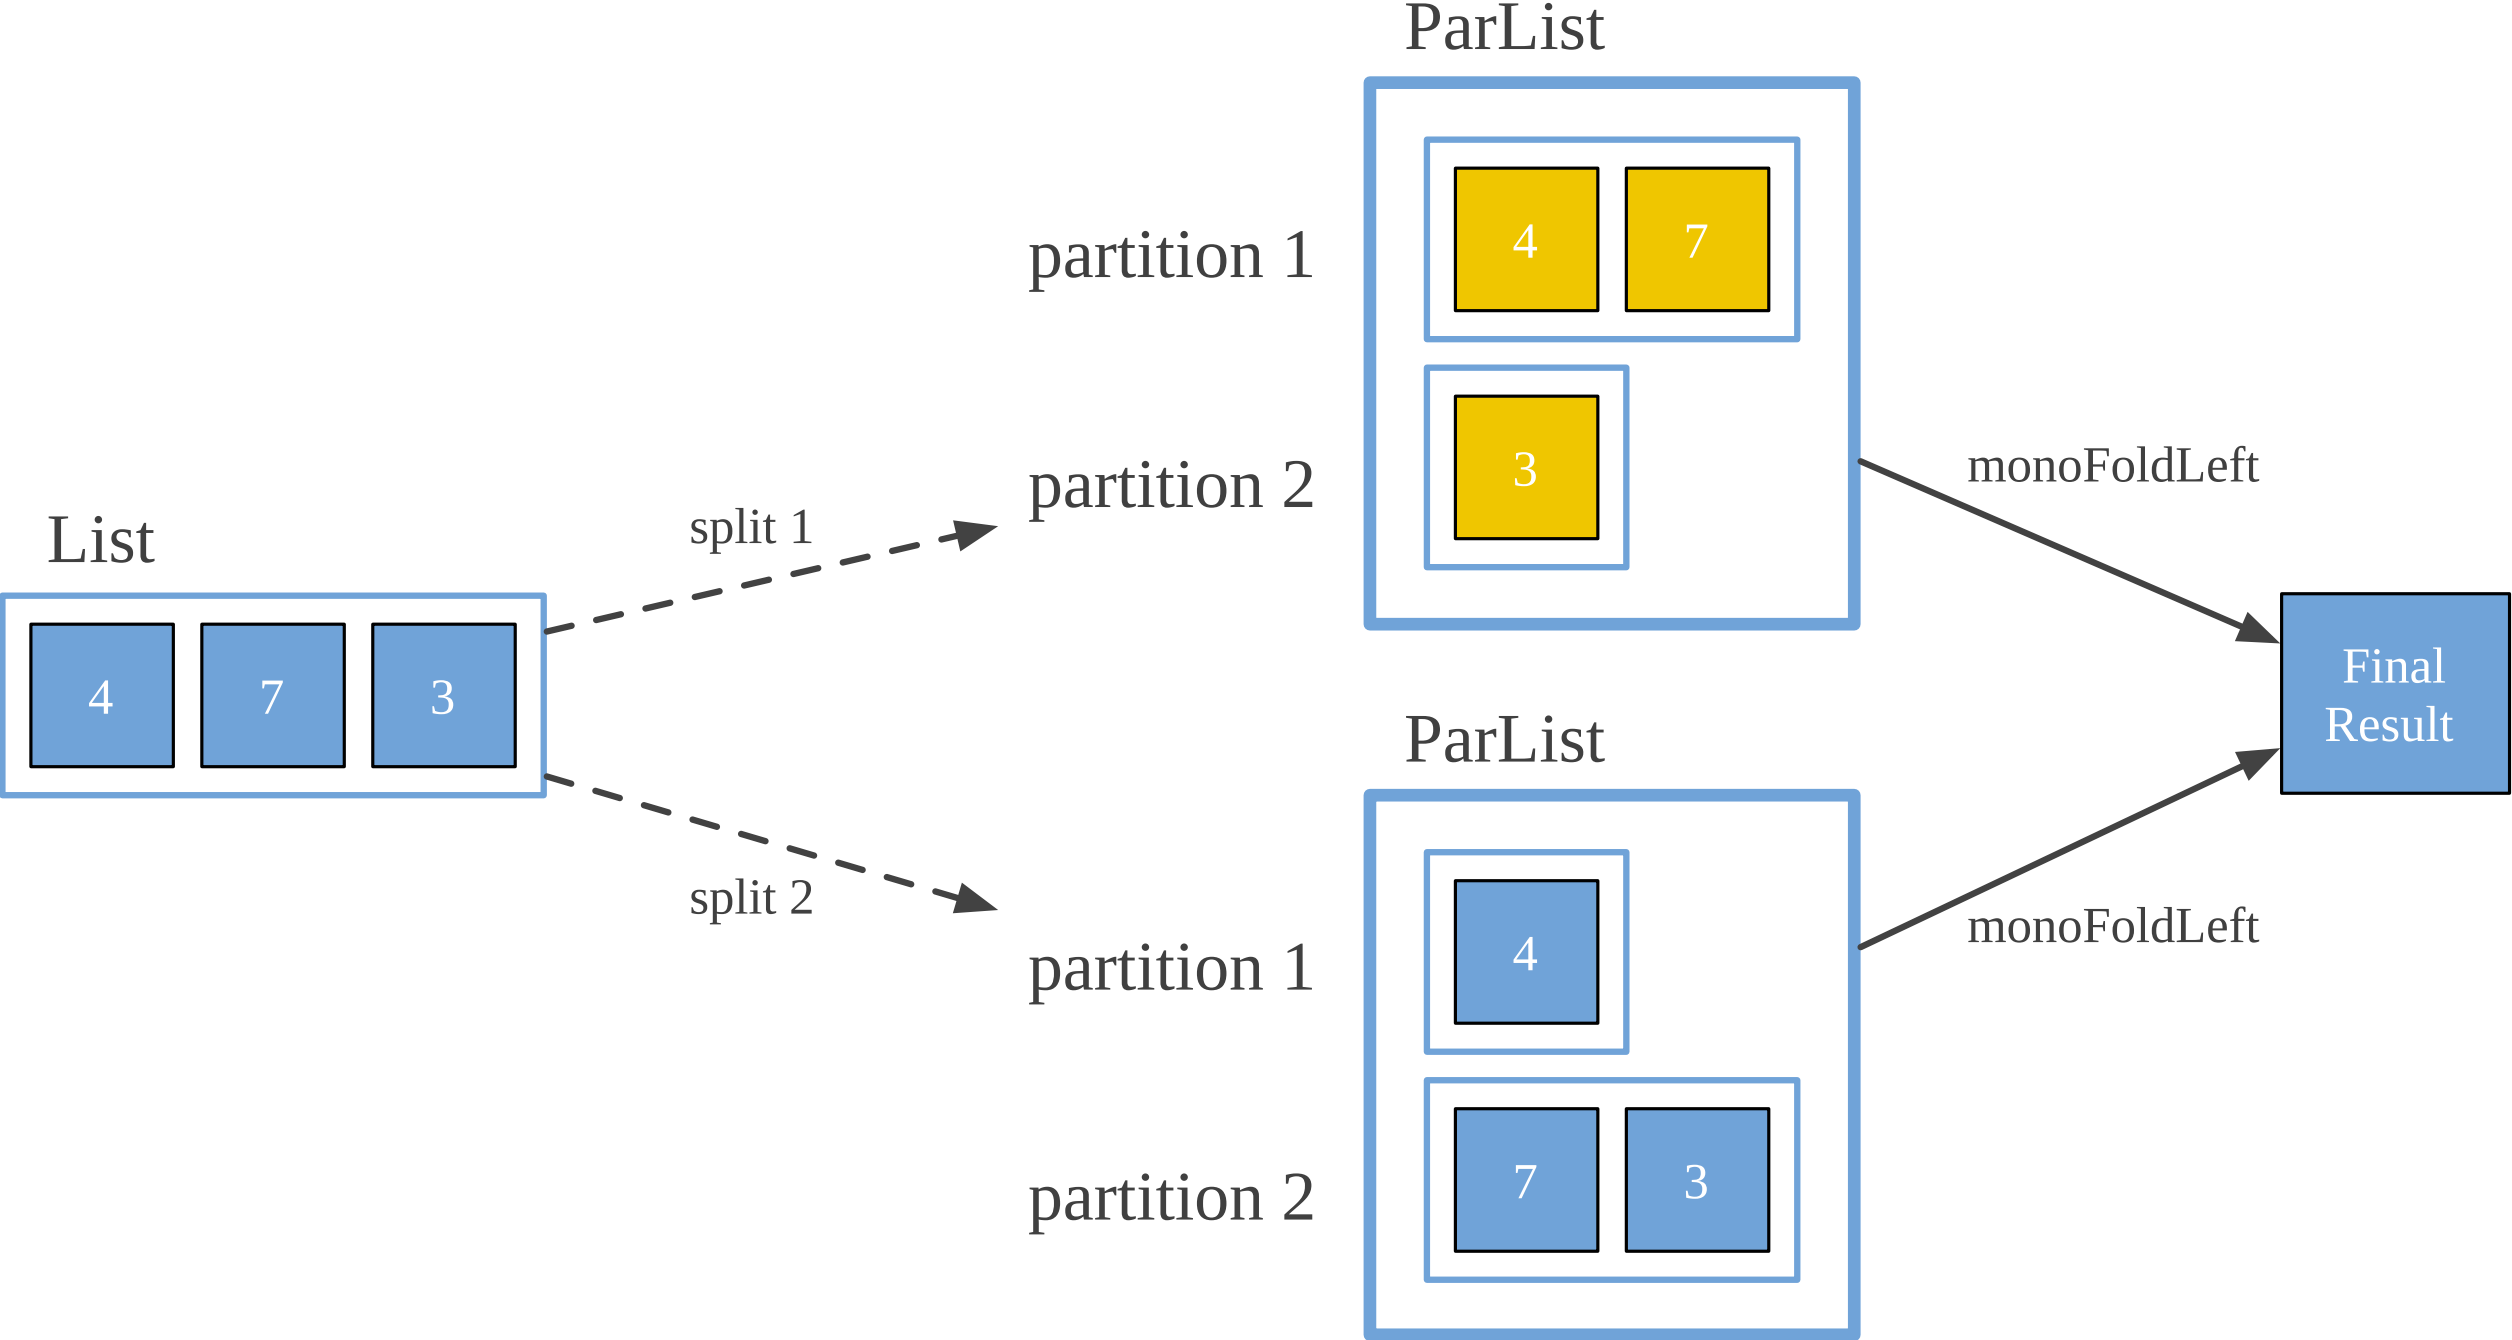 ParList
4 7
partition 1
3
partition 2
monoFoldLeft
split 1
List
4 7 3
Final
Result
ParList
split 2
monoFoldLeft
4
partition 1
7 3
partition 2